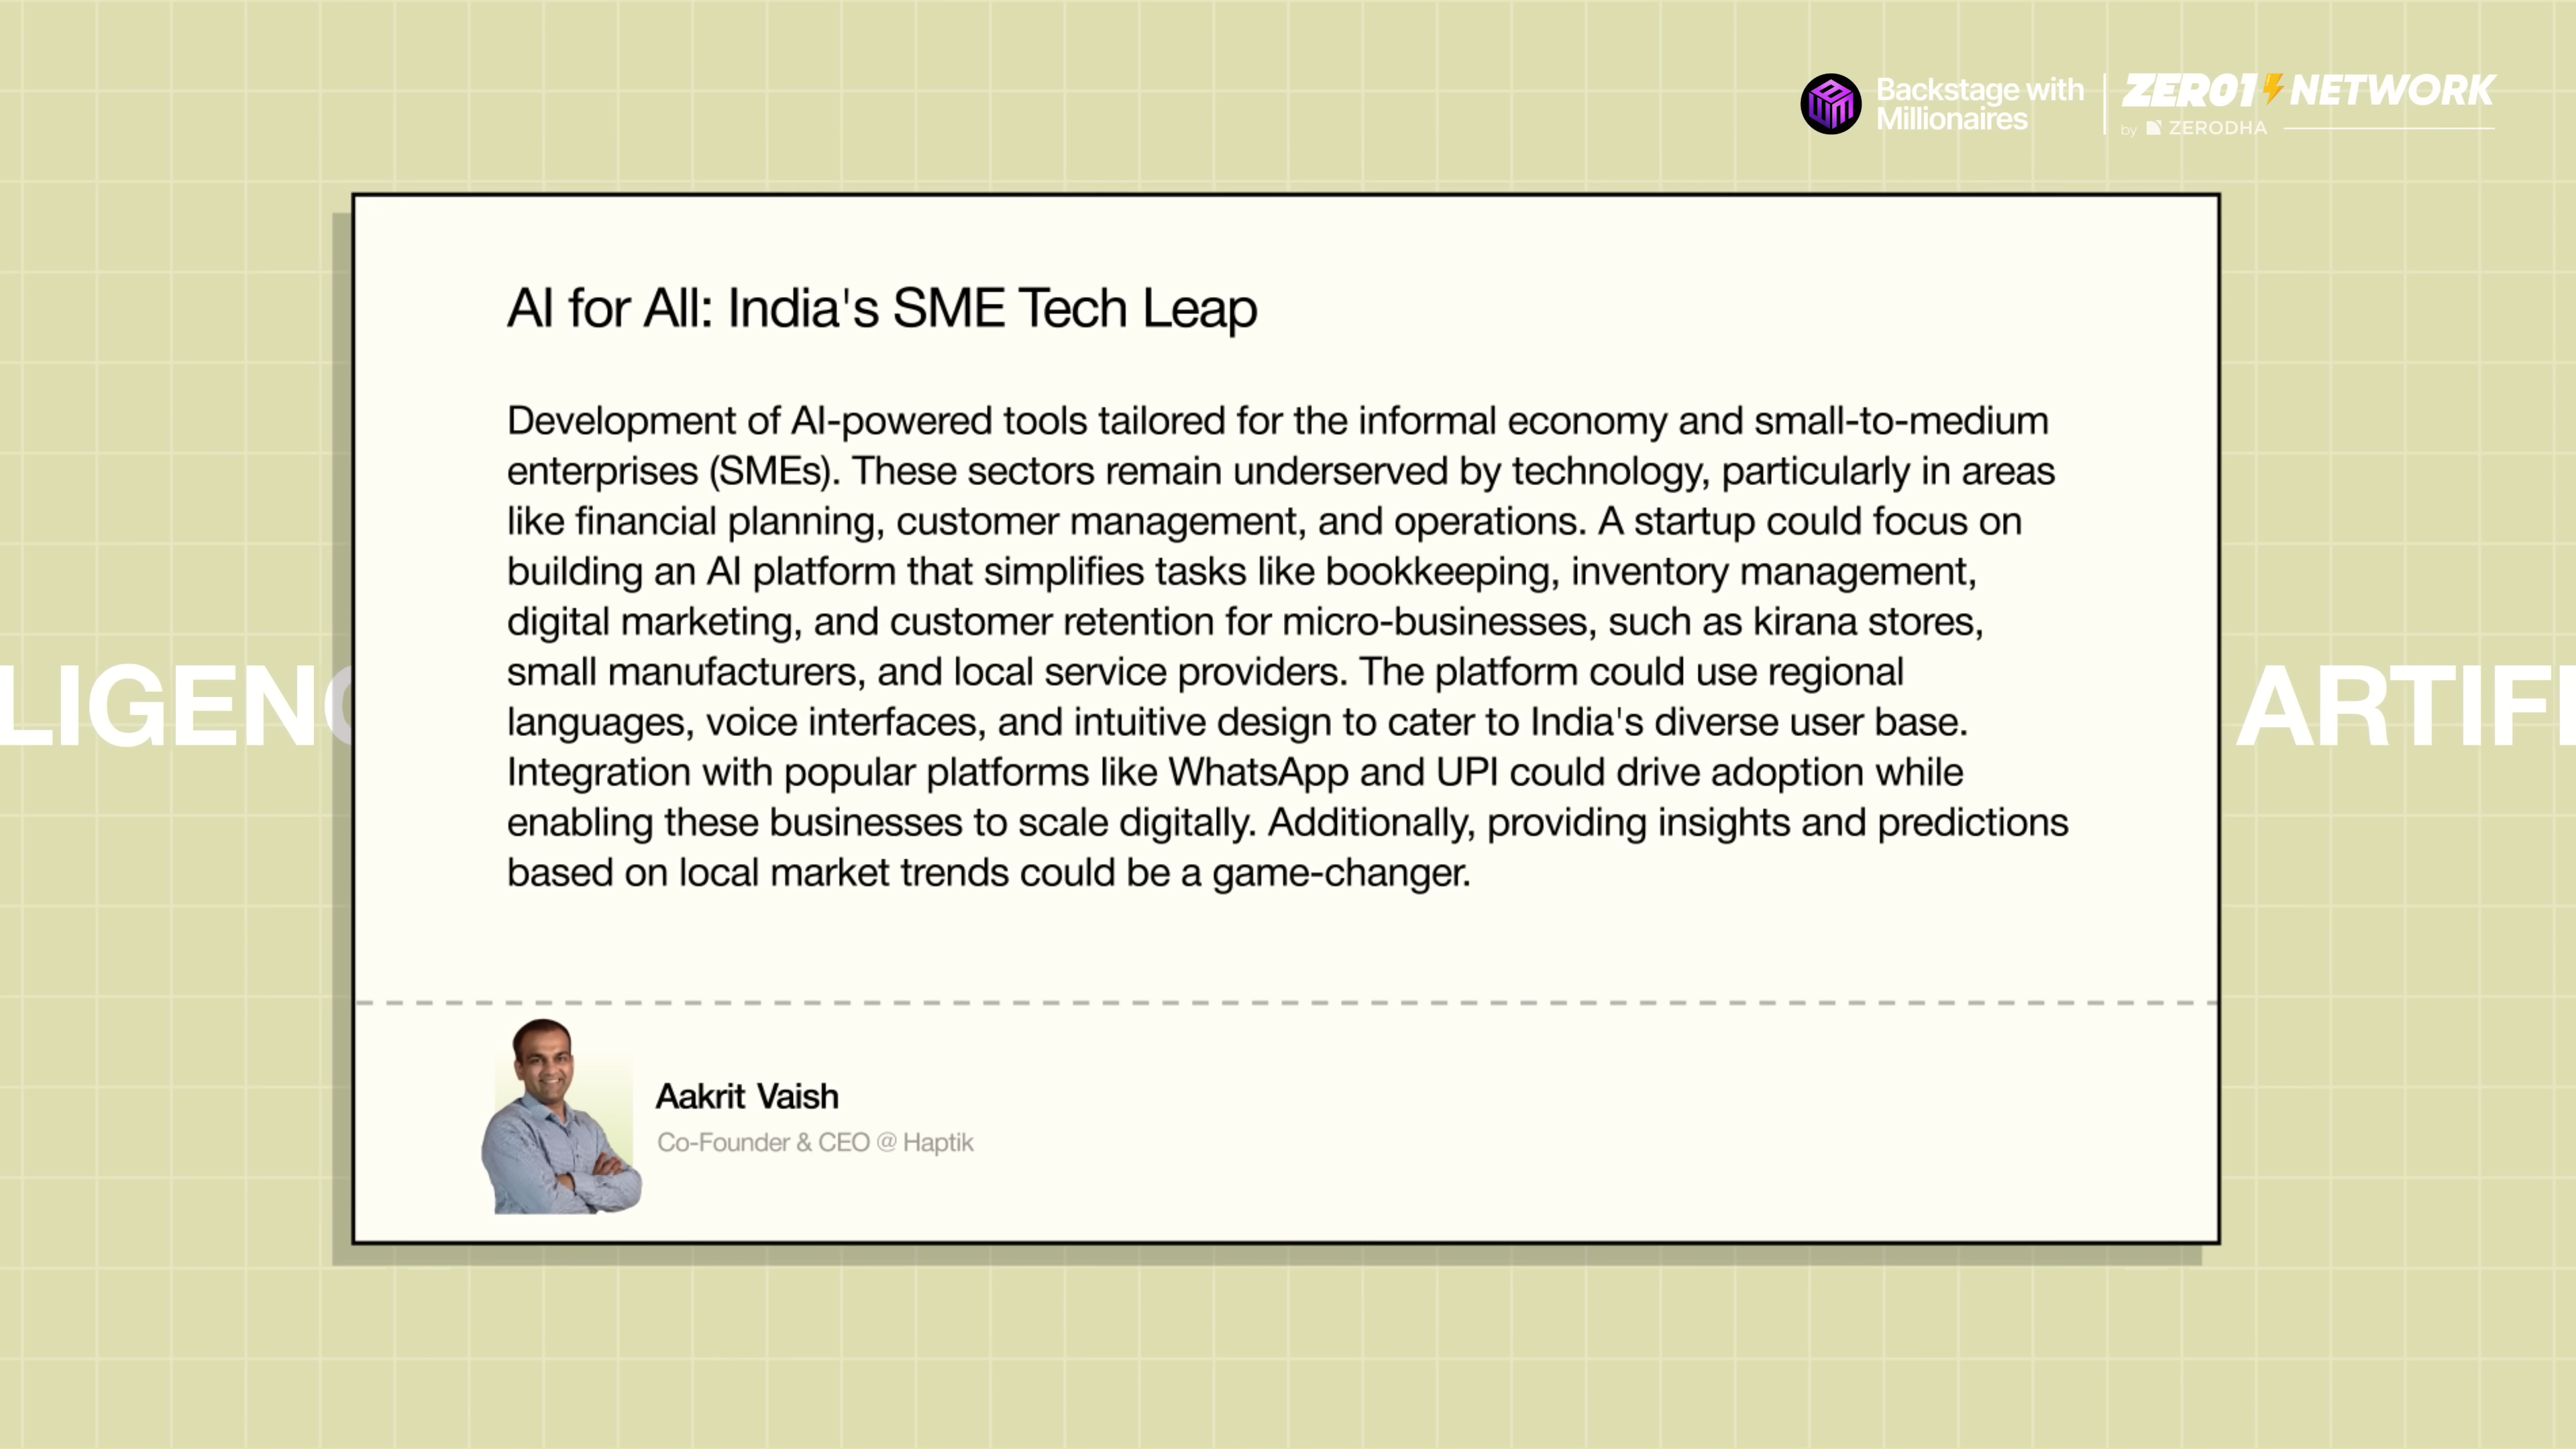 Backstage with
Millionaires
ZERO1 NETWORK
by ZERODHA
AI for All: India's SME Tech Leap
Development of AI-powered tools tailored for the informal economy and small-to-medium
enterprises (SMEs). These sectors remain underserved by technology, particularly in areas
like financial planning, customer management, and operations. A startup could focus on
building an AI platform that simplifies tasks like bookkeeping, inventory management,
digital marketing, and customer retention for micro-businesses, such as kirana stores,
small manufacturers, and local service providers. The platform could use regional
languages, voice interfaces, and intuitive design to cater to India's diverse user base.
Integration with popular platforms like WhatsApp and UPI could drive adoption while
enabling these businesses to scale digitally. Additionally, providing insights and predictions
based on local market trends could be a game-changer.
LIGENC
ARTIF
Aakrit Vaish
Co-Founder & CEO @ Haptik